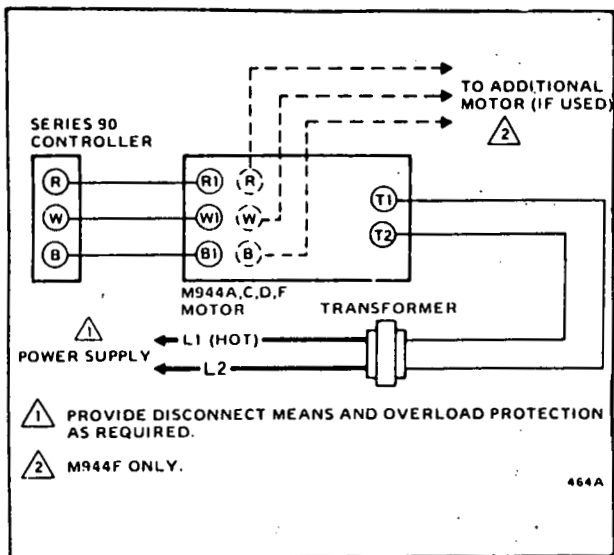 TO ADDITIONAL
MOTOR (IF USED)
2
SERIES 90
CONTROLLER
R
W
B
R1
W1
B1
R
W
B
T1
T2
M944A,C,D,F
MOTOR
TRANSFORMER
1
POWER SUPPLY
L1 (HOT)
L2
1 PROVIDE DISCONNECT MEANS AND OVERLOAD PROTECTION
AS REQUIRED.
2 M944F ONLY.
464A